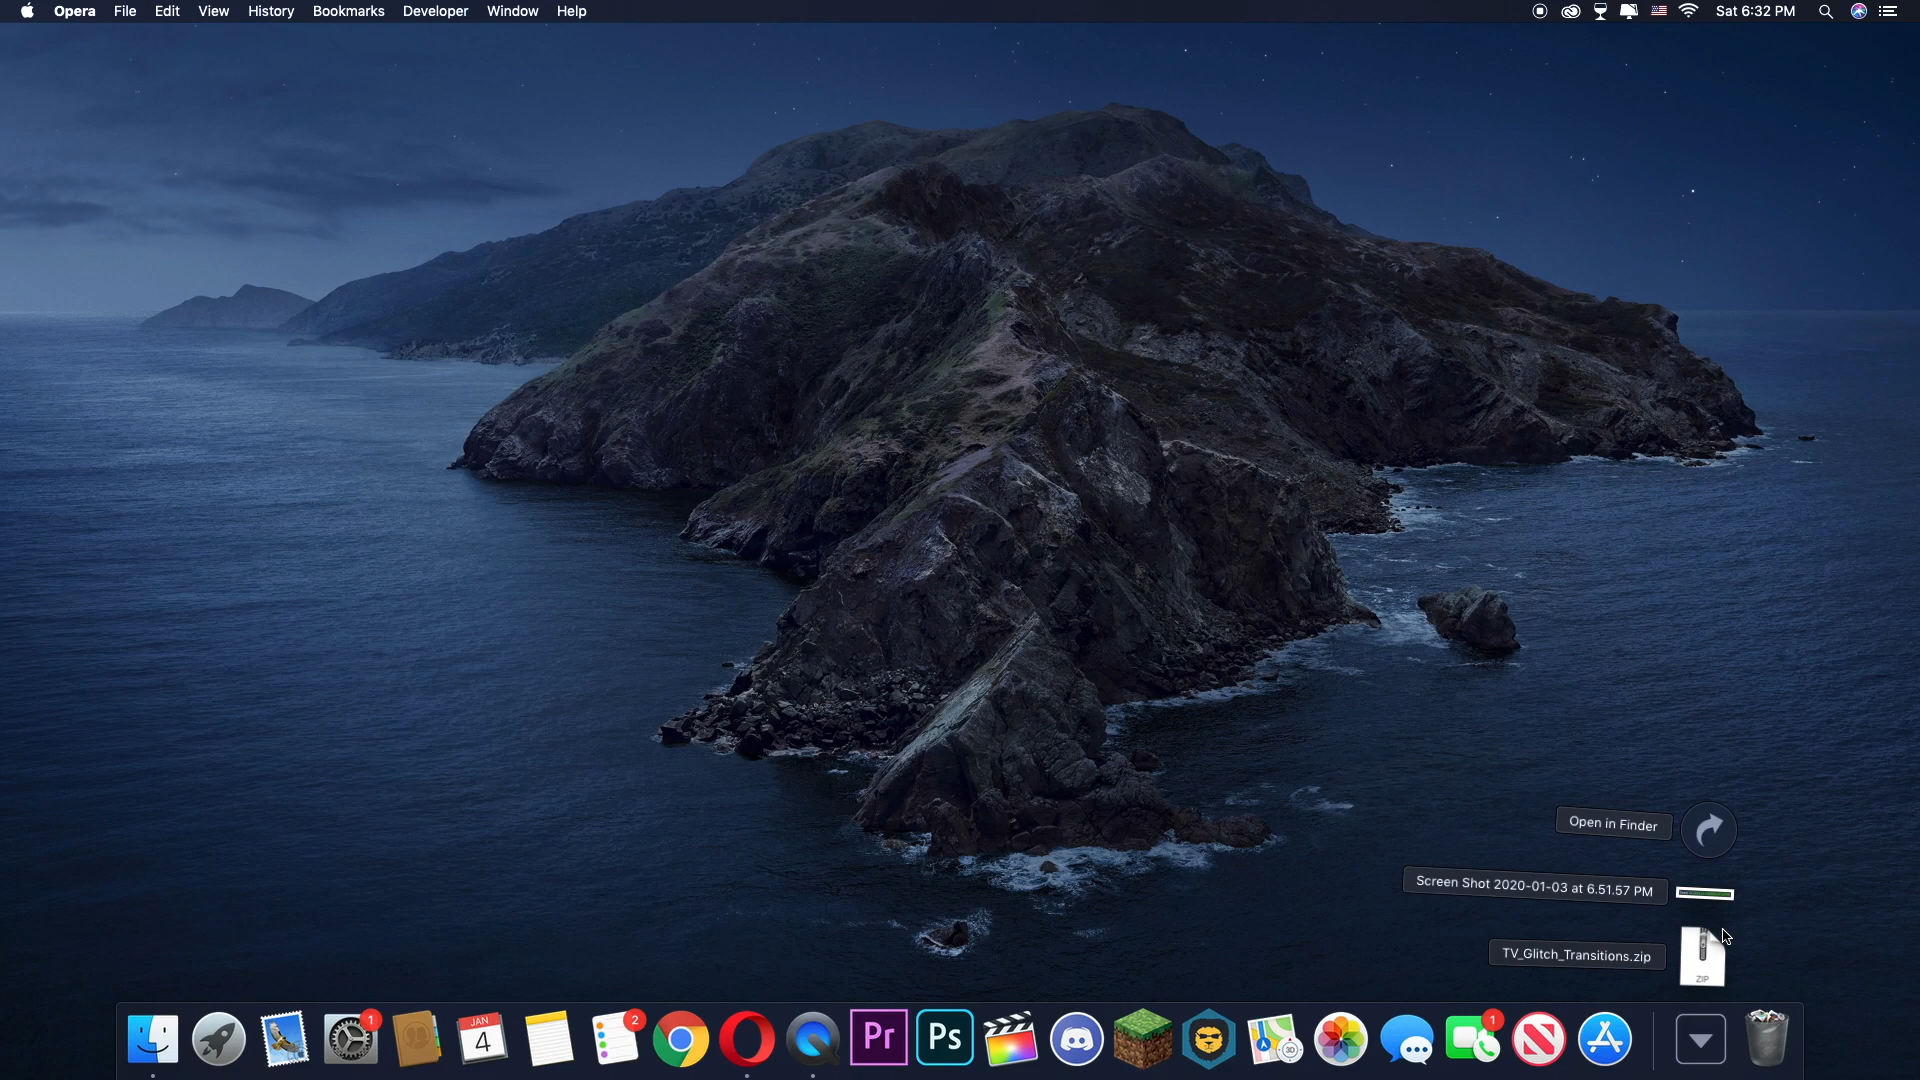 Opera File Edit View History Bookmarks Developer Window Help
Sat 6:32 PM
Open in Finder
Screen Shot 2020-01-03 at 6.51.57 PM
TV_Glitch_Transitions.zip
ZIP
1
JAN
4
2
Pr
Ps
3D
1